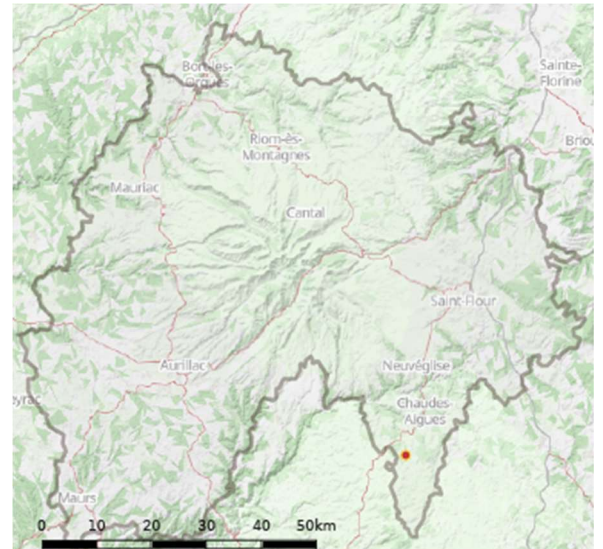 Bort-les-
Orgues
Sainte-
Florine
Riom-ès-
Montagnes
Briou
Mauriac
Cantal
Saint-Flour
Aurillac
Neuvéglise
eyrac
Chaudes-
Aigues
Maurs
0 10 20 30 40 50km